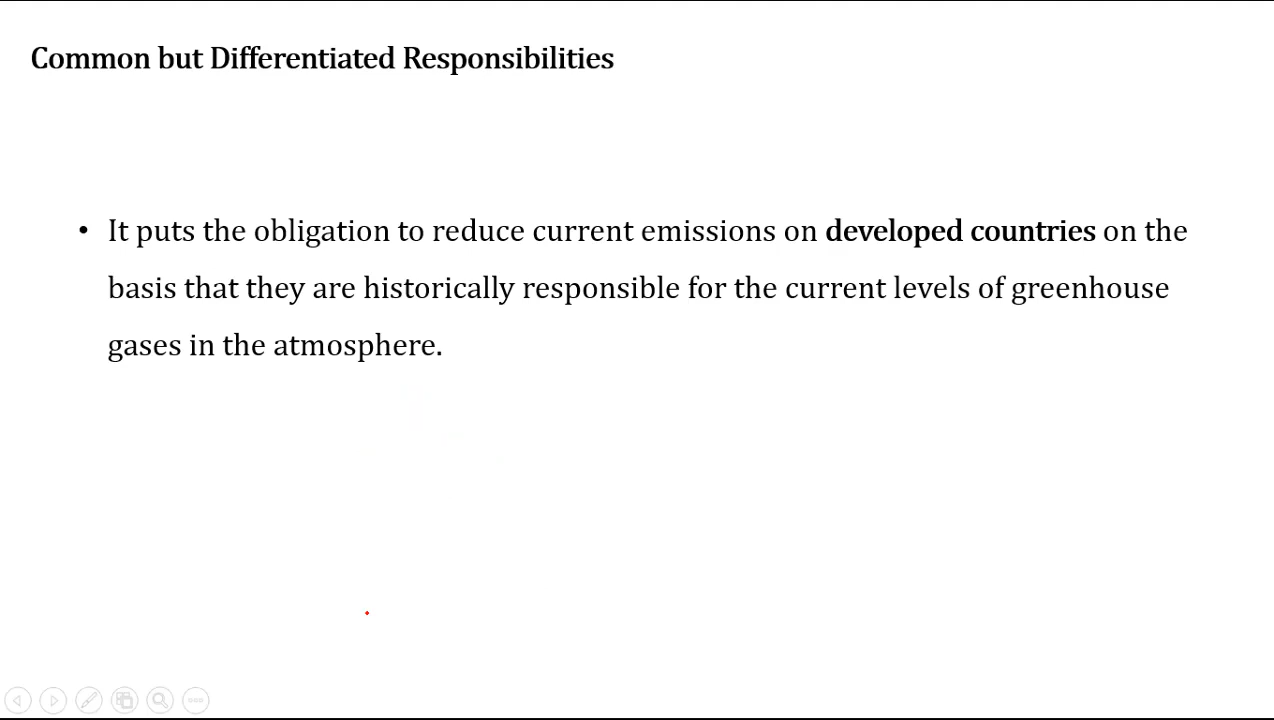 Common but Differentiated Responsibilities
• It puts the obligation to reduce current emissions on developed countries on the
basis that they are historically responsible for the current levels of greenhouse
gases in the atmosphere.